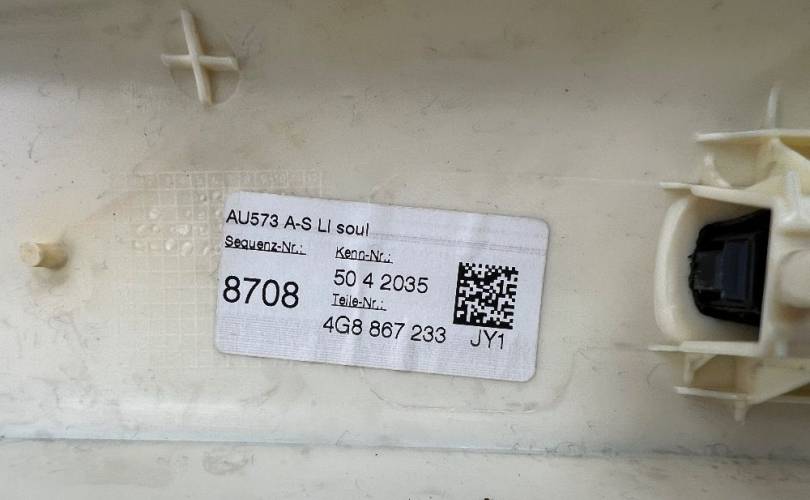 AU573 A-S LI soul
Sequenz-Nr.: Kenn-Nr.:
8708 50 4 2035
Teile-Nr.:
4G8 867 233 JY1